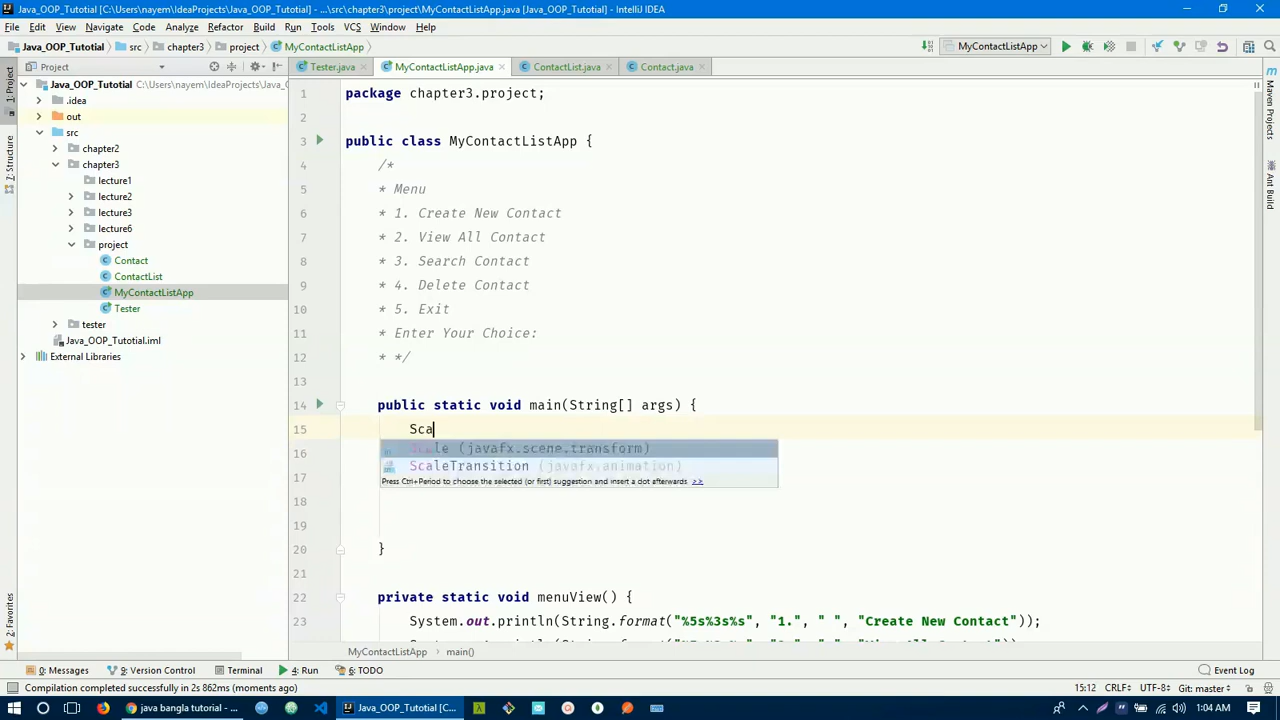 Java_OOP_Tutotial [C:\Users\nayem\IdeaProjects\Java_OOP_Tutotial] - ...\src\chapter3\project\MyContactListApp.java [Java_OOP_Tutotial] - IntelliJ IDEA
File Edit View Navigate Code Analyze Refactor Build Run Tools VCS Window Help
Java_OOP_Tutotial src chapter3 project MyContactListApp MyContactListApp
Project Tester.java MyContactListApp.java ContactList.java Contact.java
1: Project
7: Structure
2: Favorites
Java_OOP_Tutotial C:\Users\nayem\IdeaProjects\Java_O
.idea
out
src
chapter2
chapter3
lecture1
lecture2
lecture3
lecture6
project
Contact
ContactList
MyContactListApp
Tester
tester
Java_OOP_Tutotial.iml
External Libraries
1 package chapter3.project;
2
3 public class MyContactListApp {
4 /*
5 * Menu
6 * 1. Create New Contact
7 * 2. View All Contact
8 * 3. Search Contact
9 * 4. Delete Contact
10 * 5. Exit
11 * Enter Your Choice:
12 * */
13
14 public static void main(String[] args) {
15 Sca
16 Scale (javafx.scene.transform)
ScaleTransition (javafx.animation)
17 Press Ctrl+Period to choose the selected (or first) suggestion and insert a dot afterwards. >>
18
19
20 }
21
22 private static void menuView() {
23 System.out.println(String.format("%5s%3s%s", "1.", " ", "Create New Contact"));
MyContactListApp main()
Maven Projects
Ant Build
0: Messages 9: Version Control Terminal 4: Run 6: TODO Event Log
Compilation completed successfully in 2s 862ms (moments ago) 15:12 CRLF UTF-8 Git: master
java bangla tutorial - ... Java_OOP_Tutotial [C... 1:04 AM